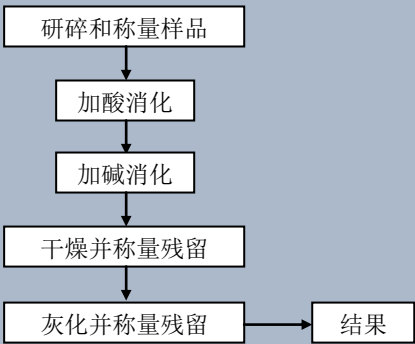 研碎和称量样品
加酸消化
加碱消化
干燥并称量残留
灰化并称量残留
结果